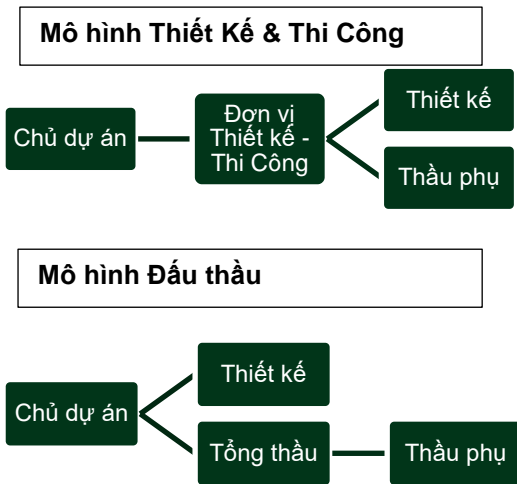 Mô hình Thiết Kế & Thi Công
Chủ dự án
Đơn vị
Thiết kế -
Thi Công
Thiết kế
Thầu phụ
Mô hình Đấu thầu
Chủ dự án
Thiết kế
Tổng thầu
Thầu phụ